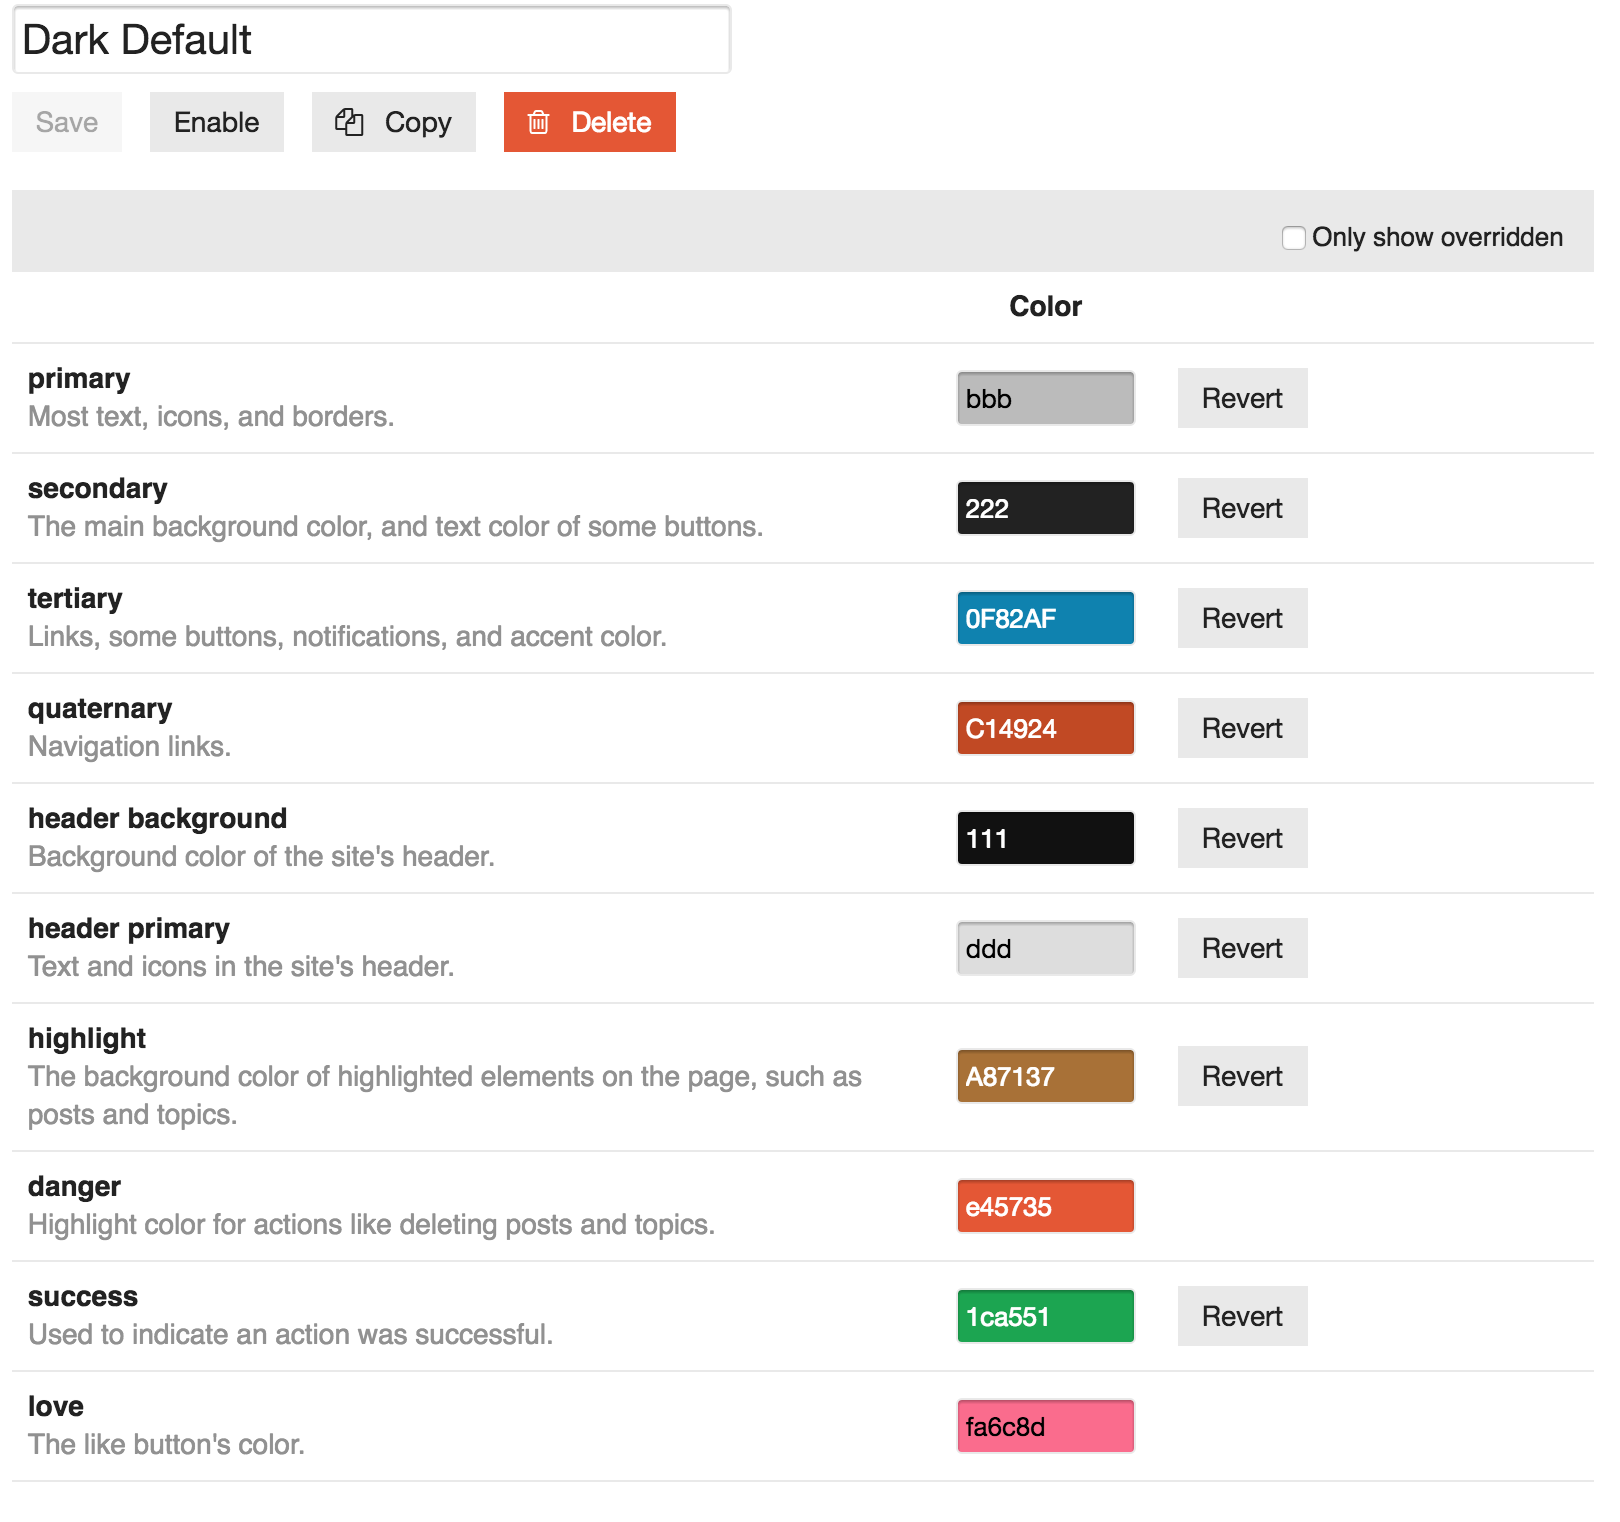 Dark Default
Save Enable Copy Delete
Only show overridden
Color
primary
Most text, icons, and borders.
bbb Revert
secondary
The main background color, and text color of some buttons.
222 Revert
tertiary
Links, some buttons, notifications, and accent color.
0F82AF Revert
quaternary
Navigation links.
C14924 Revert
header background
Background color of the site's header.
111 Revert
header primary
Text and icons in the site's header.
ddd Revert
highlight
The background color of highlighted elements on the page, such as
posts and topics.
A87137 Revert
danger
Highlight color for actions like deleting posts and topics.
e45735
success
Used to indicate an action was successful.
1ca551 Revert
love
The like button's color.
fa6c8d